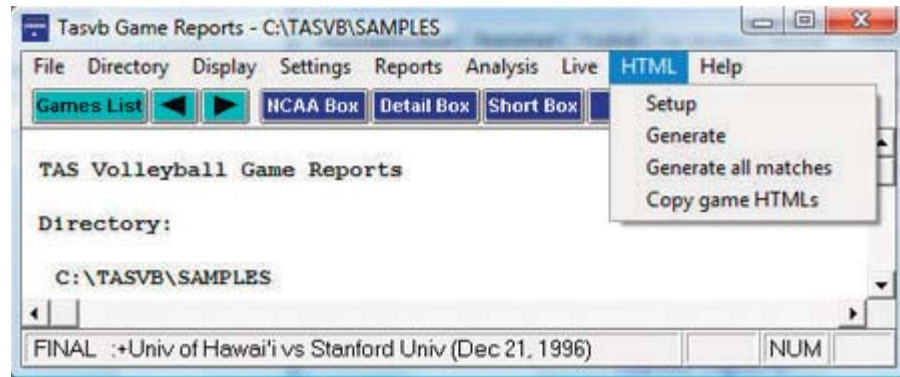 Tasvb Game Reports - C:\TASVB\SAMPLES
File Directory Display Settings Reports Analysis Live HTML Help
Games List NCAA Box Detail Box Short Box
Setup
Generate
Generate all matches
Copy game HTMLs
TAS Volleyball Game Reports
Directory:
C:\TASVB\SAMPLES
FINAL :+Univ of Hawai'i vs Stanford Univ (Dec 21, 1996) NUM